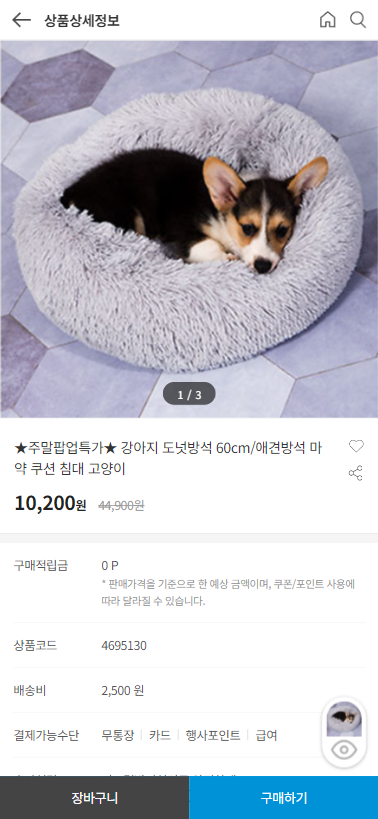 상품상세정보
1 / 3
★주말팝업특가★ 강아지 도넛방석 60cm/애견방석 마
약 쿠션 침대 고양이
10,200원 44,900원
구매적립금 0 P
* 판매가격을 기준으로 한 예상 금액이며, 쿠폰/포인트 사용에
따라 달라질 수 있습니다.
상품코드 4695130
배송비 2,500 원
결제가능수단 무통장 카드 행사포인트 급여
장바구니 구매하기